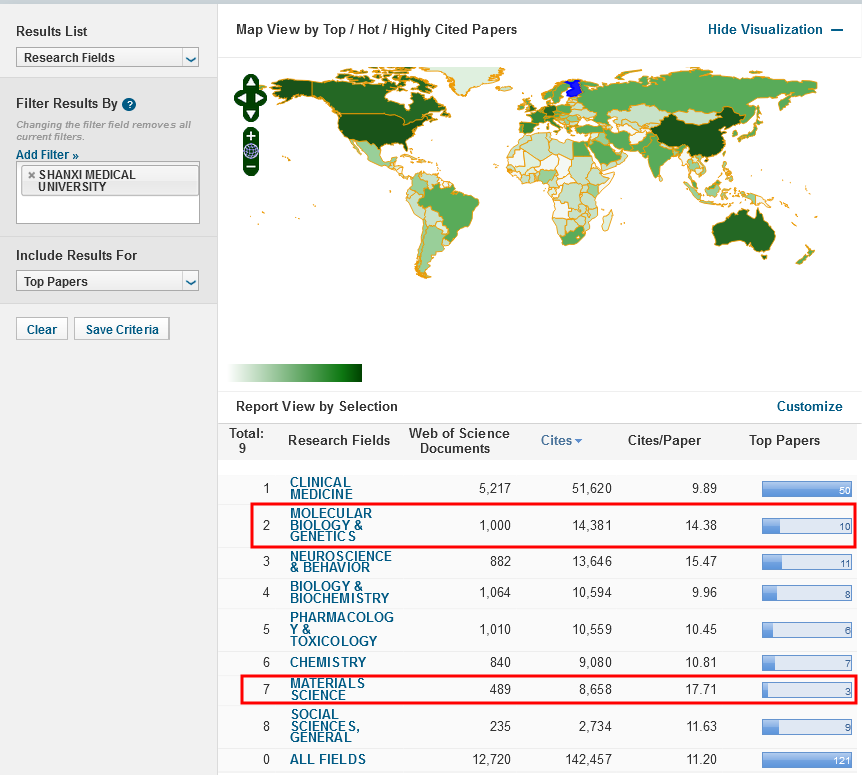 Results List
Research Fields
Filter Results By ?
Changing the filter field removes all
current filters.
Add Filter »
× SHANXI MEDICAL
UNIVERSITY
Include Results For
Top Papers
Clear Save Criteria
Map View by Top / Hot / Highly Cited Papers Hide Visualization —
+
−
Report View by Selection Customize
Total:
9
Research Fields
Web of Science
Documents
Cites
Cites/Paper
Top Papers
1 CLINICAL
MEDICINE 5,217 51,620 9.89 50
2 MOLECULAR
BIOLOGY &
GENETICS 1,000 14,381 14.38 10
3 NEUROSCIENCE
& BEHAVIOR 882 13,646 15.47 11
4 BIOLOGY &
BIOCHEMISTRY 1,064 10,594 9.96 8
5 PHARMACOLOG
Y &
TOXICOLOGY 1,010 10,559 10.45 6
6 CHEMISTRY 840 9,080 10.81 7
7 MATERIALS
SCIENCE 489 8,658 17.71 3
8 SOCIAL
SCIENCES,
GENERAL 235 2,734 11.63 9
0 ALL FIELDS 12,720 142,457 11.20 121